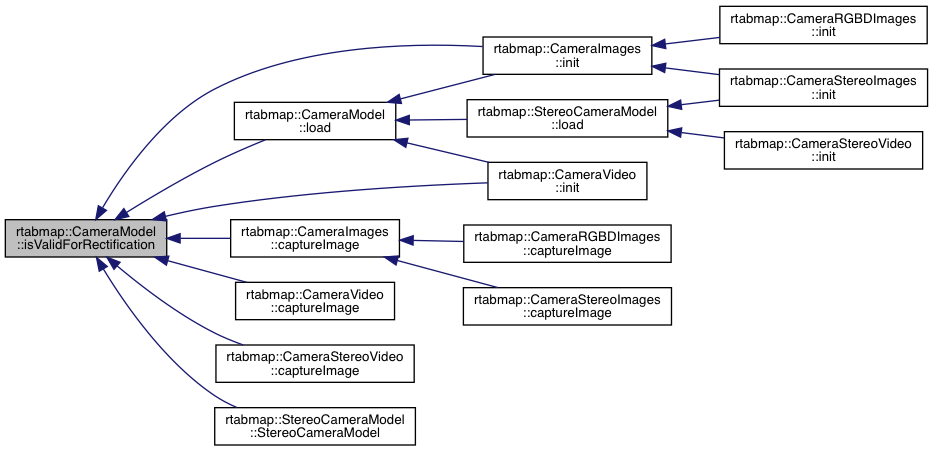 rtabmap::CameraRGBDImages
::init
rtabmap::CameraImages
::init
rtabmap::CameraStereoImages
::init
rtabmap::CameraModel
::load
rtabmap::StereoCameraModel
::load
rtabmap::CameraStereoVideo
::init
rtabmap::CameraVideo
::init
rtabmap::CameraModel
::isValidForRectification
rtabmap::CameraImages
::captureImage
rtabmap::CameraRGBDImages
::captureImage
rtabmap::CameraVideo
::captureImage
rtabmap::CameraStereoImages
::captureImage
rtabmap::CameraStereoVideo
::captureImage
rtabmap::StereoCameraModel
::StereoCameraModel